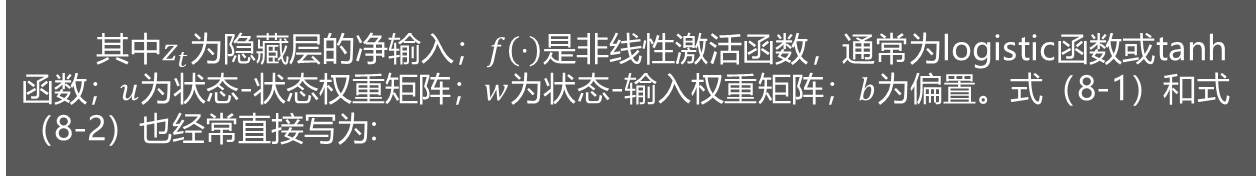 其中𝑧ₜ为隐藏层的净输入；𝑓(·)是非线性激活函数，通常为logistic函数或tanh
函数；𝑢为状态-状态权重矩阵；𝑤为状态-输入权重矩阵；𝑏为偏置。式（8-1）和式
（8-2）也经常直接写为: